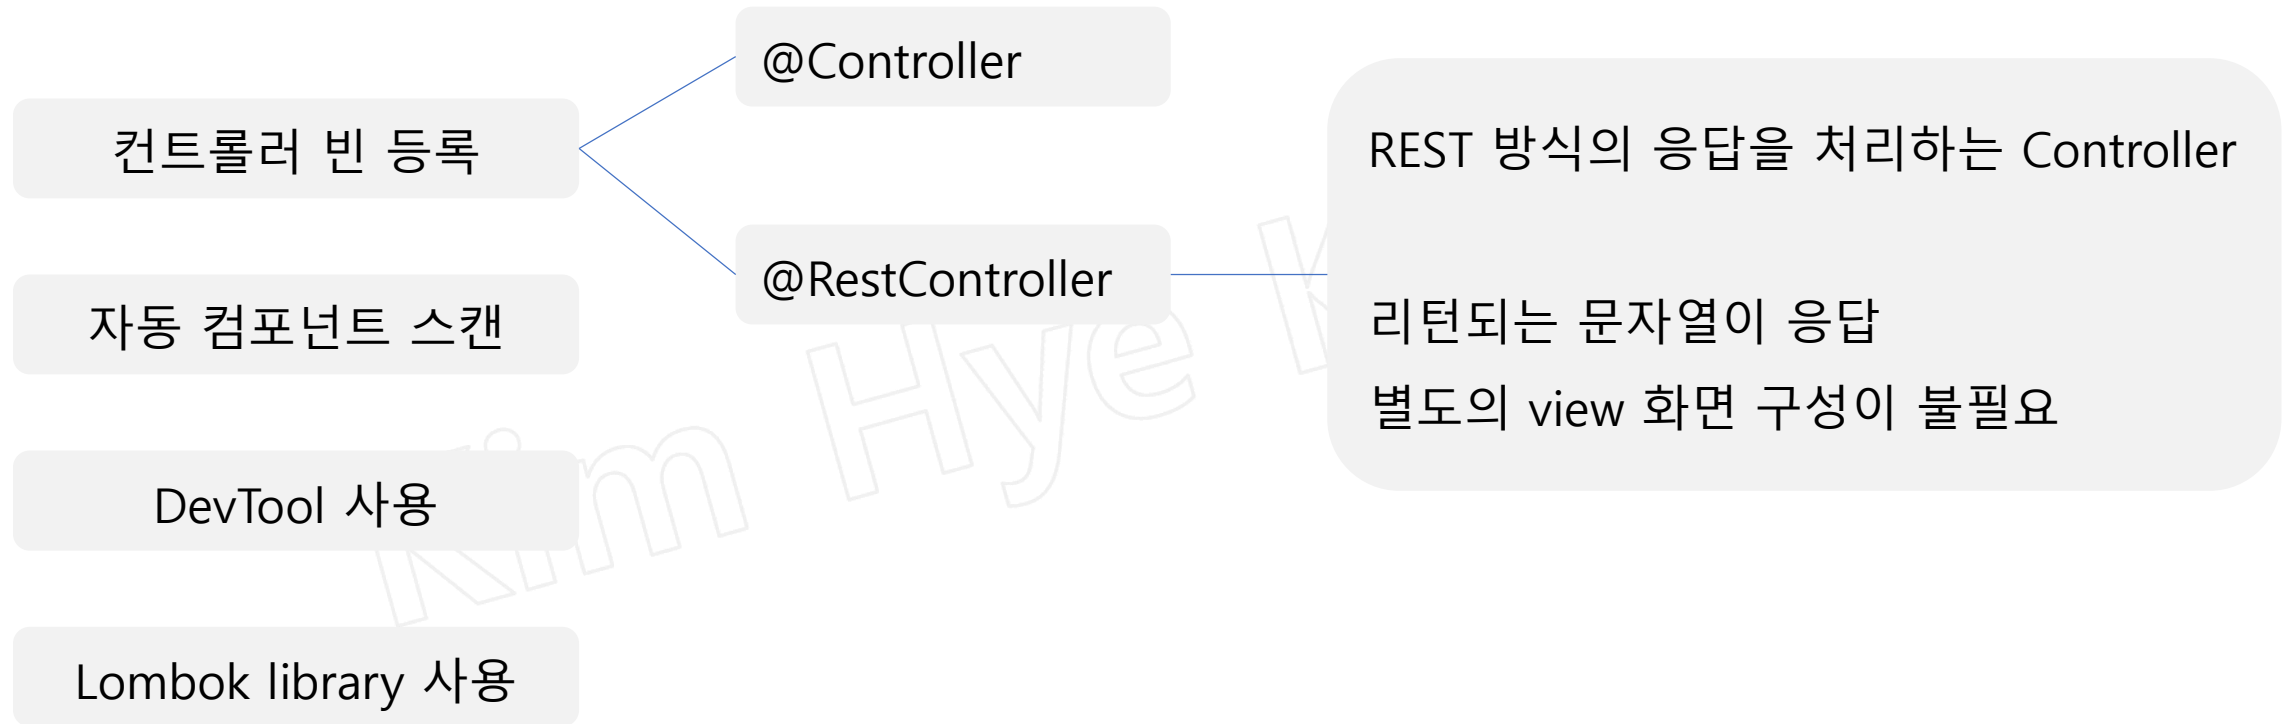 컨트롤러 빈 등록
@Controller
@RestController
REST 방식의 응답을 처리하는 Controller
리턴되는 문자열이 응답
별도의 view 화면 구성이 불필요
자동 컴포넌트 스캔
DevTool 사용
Lombok library 사용
Kim Hye